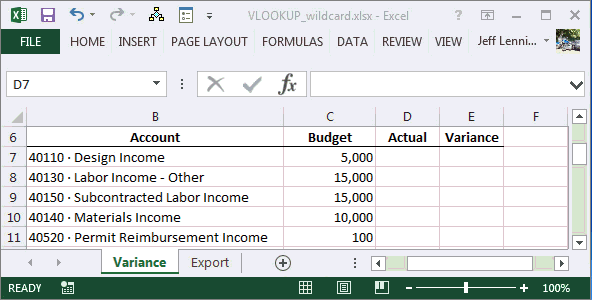 VLOOKUP_wildcard.xlsx - Excel
FILE HOME INSERT PAGE LAYOUT FORMULAS DATA REVIEW VIEW Jeff Lenni...
D7 fx
B C D E F
6 Account Budget Actual Variance
7 40110 · Design Income 5,000
8 40130 · Labor Income - Other 15,000
9 40150 · Subcontracted Labor Income 15,000
10 40140 · Materials Income 10,000
11 40520 · Permit Reimbursement Income 100
Variance Export
READY 100%